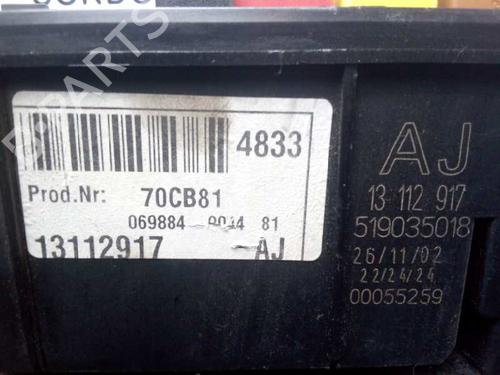 B-PARTS
4833
Prod.Nr: 70CB81
069884 81
13112917 AJ
AJ
13 112 917
519035018
26/11/02
22/24/24
00055259